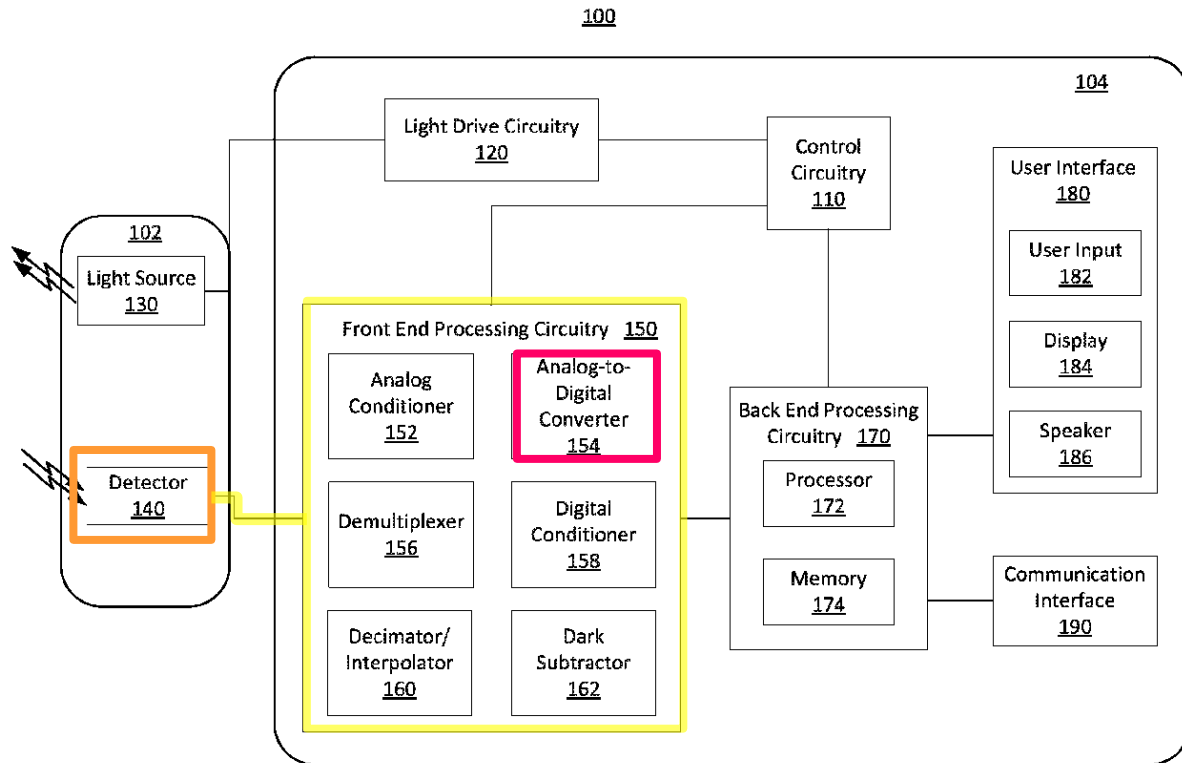 100
104
Light Drive Circuitry
120
Control
Circuitry
110
User Interface
180
User Input
182
Display
184
Speaker
186
102
Light Source
130
Detector
140
Front End Processing Circuitry 150
Analog
Conditioner
152
Analog-to-
Digital
Converter
154
Demultiplexer
156
Digital
Conditioner
158
Decimator/
Interpolator
160
Dark
Subtractor
162
Back End Processing
Circuitry 170
Processor
172
Memory
174
Communication
Interface
190